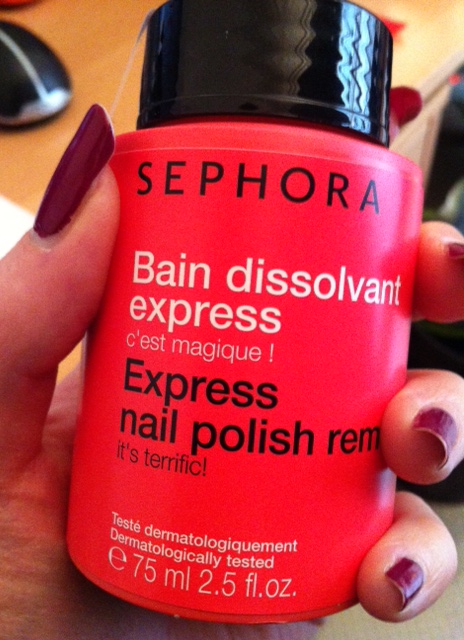 SEPHORA
Bain dissolvant
express
c'est magique !
Express
nail polish rem
it's terrific!
Testé dermatologiquement
Dermatologically tested
℮ 75 ml 2.5 fl.oz.